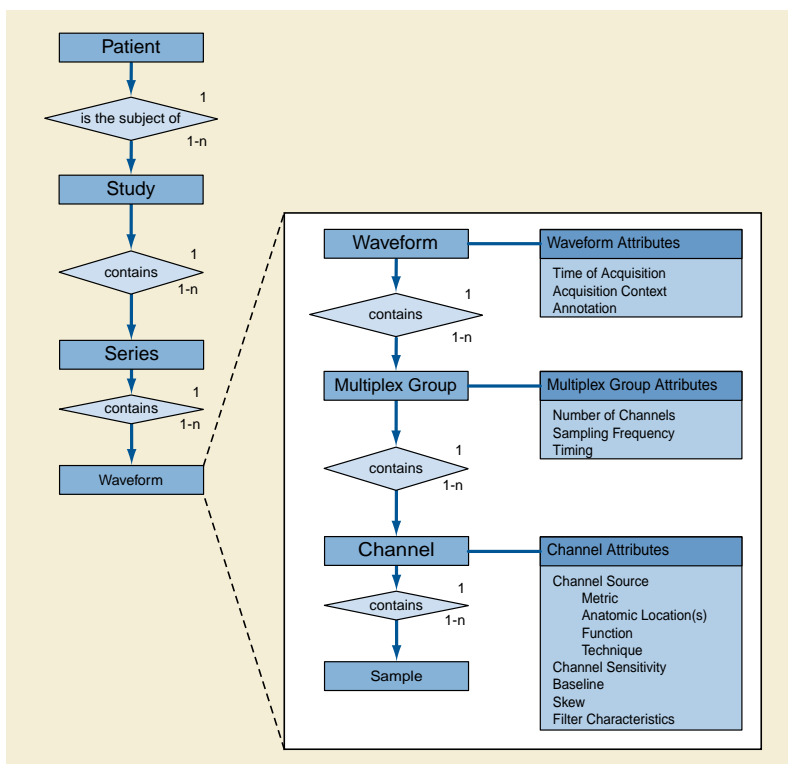 Patient
1
is the subject of
1-n
Study
1
contains
1-n
Series
1
contains
1-n
Waveform
Waveform
1
contains
1-n
Multiplex Group
1
contains
1-n
Channel
1
contains
1-n
Sample
Waveform Attributes
Time of Acquisition
Acquisition Context
Annotation
Multiplex Group Attributes
Number of Channels
Sampling Frequency
Timing
Channel Attributes
Channel Source
Metric
Anatomic Location(s)
Function
Technique
Channel Sensitivity
Baseline
Skew
Filter Characteristics